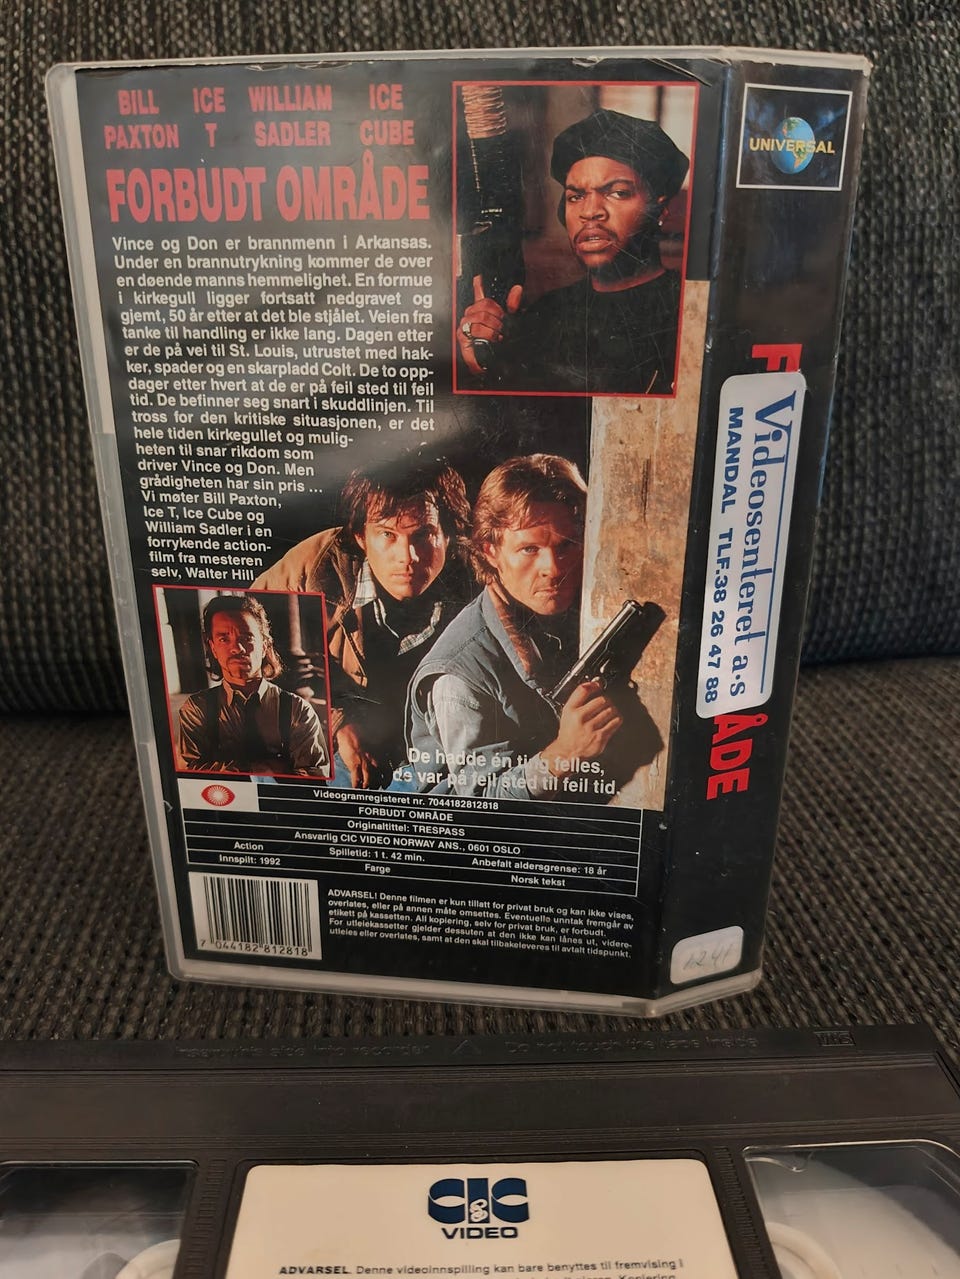 BILL ICE WILLIAM ICE
PAXTON T SADLER CUBE
FORBUDT OMRÅDE
Vince og Don er brannmenn i Arkansas.
Under en brannutrykning kommer de over
en døende manns hemmelighet. En formue
i kirkegull ligger fortsatt nedgravet og
gjemt, 50 år etter at det ble stjålet. Veien fra
tanke til handling er ikke lang. Dagen etter
er de på vei til St. Louis, utrustet med hak-
ker, spader og en skarpladd Colt. De to opp-
dager etter hvert at de er på feil sted til feil
tid. De befinner seg snart i skuddlinjen. Til
tross for den kritiske situasjonen, er det
hele tiden kirkegullet og mulig-
heten til snar rikdom som
driver Vince og Don. Men
grådigheten har sin pris ...
Vi møter Bill Paxton,
Ice T, Ice Cube og
William Sadler i en
forrykende action-
film fra mesteren
selv, Walter Hill
De hadde én ting felles,
de var på feil sted til feil tid.
Videogramregisteret nr. 7044182812818
FORBUDT OMRÅDE
Originaltittel: TRESPASS
Ansvarlig CIC VIDEO NORWAY ANS., 0601 OSLO
Action Spilletid: 1 t. 42 min. Anbefalt aldersgrense: 18 år
Innspilt: 1992 Farge Norsk tekst
ADVARSEL! Denne filmen er kun tillatt for privat bruk og kan ikke vises,
overlates, eller på annen måte omsettes. Eventuelle unntak fremgår av
etikett på kassetten. All kopiering, selv for privat bruk, er forbudt.
For utleiekassetter gjelder dessuten at den ikke kan lånes ut, videre-
utleies eller overlates, samt at den skal tilbakeleveres til avtalt tidspunkt.
7 044182 812818
UNIVERSAL
F
Videosenteret a.s
MANDAL TLF.38 26 47 88
ÅDE
Insert this side into recorder Do not touch the tape inside VHS
CIC
VIDEO
ADVARSEL. Denne videoinnspilling kan bare benyttes til fremvisning i